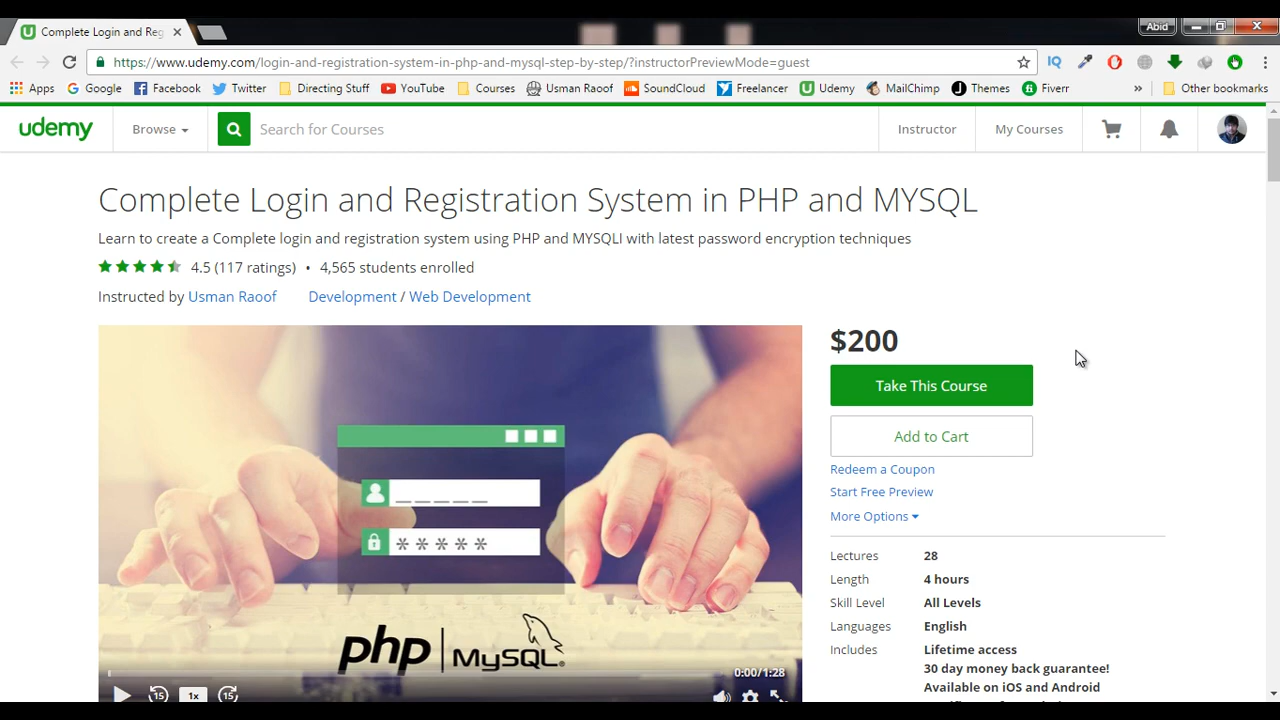 Complete Login and Reg
Abid
https://www.udemy.com/login-and-registration-system-in-php-and-mysql-step-by-step/?instructorPreviewMode=guest
IQ
Apps Google Facebook Twitter Directing Stuff YouTube Courses Usman Raoof SoundCloud Freelancer Udemy MailChimp Themes Fiverr » Other bookmarks
udemy Browse Search for Courses Instructor My Courses
Complete Login and Registration System in PHP and MYSQL
Learn to create a Complete login and registration system using PHP and MYSQLI with latest password encryption techniques
4.5 (117 ratings) • 4,565 students enrolled
Instructed by Usman Raoof Development / Web Development
$200
Take This Course
Add to Cart
Redeem a Coupon
Start Free Preview
More Options
Lectures 28
Length 4 hours
Skill Level All Levels
Languages English
Includes Lifetime access
30 day money back guarantee!
Available on iOS and Android
_ _ _ _ _
* * * * *
php MySQL®
0:00/1:28
15 1x 15